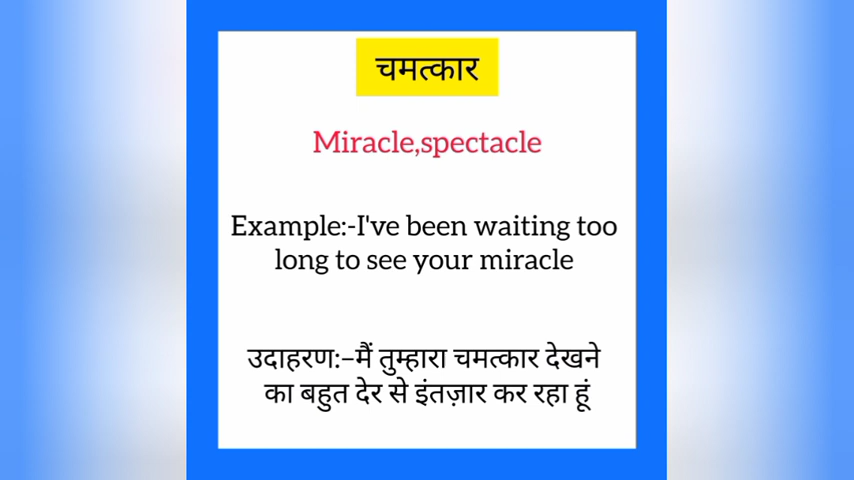 चमत्कार
Miracle,spectacle
Example:-I've been waiting too
long to see your miracle
उदाहरण:–मैं तुम्हारा चमत्कार देखने
का बहुत देर से इंतज़ार कर रहा हूं